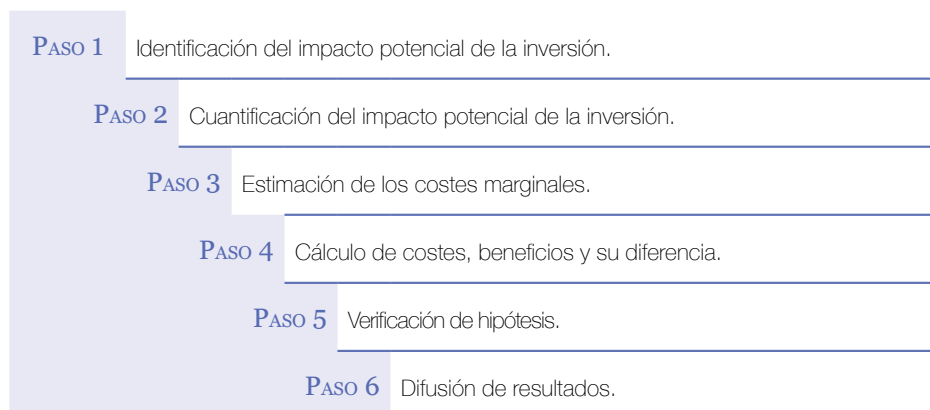 Paso 1 Identificación del impacto potencial de la inversión.
Paso 2 Cuantificación del impacto potencial de la inversión.
Paso 3 Estimación de los costes marginales.
Paso 4 Cálculo de costes, beneficios y su diferencia.
Paso 5 Verificación de hipótesis.
Paso 6 Difusión de resultados.